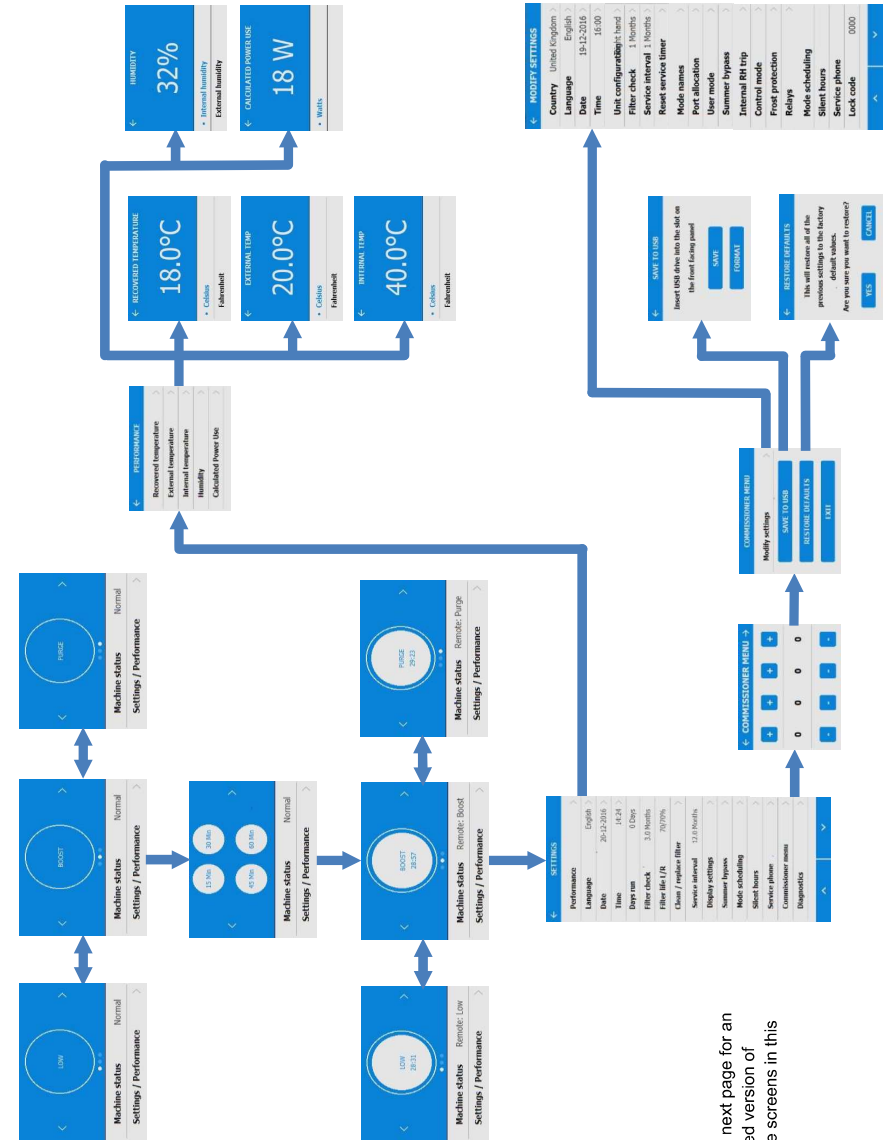 LOW
Machine status Normal
Settings / Performance
BOOST
Machine status Normal
Settings / Performance
PURGE
Machine status Normal
Settings / Performance
15 Min 30 Min
45 Min 60 Min
Machine status Normal
Settings / Performance
LOW
28:31
Machine status Remote: Low
Settings / Performance
BOOST
28:57
Machine status Remote: Boost
Settings / Performance
PURGE
29:23
Machine status Remote: Purge
Settings / Performance
← SETTINGS
Performance
Language English
Date 20-12-2016
Time 14:24
Days run 0 Days
Filter check 3.0 Months
Filter life L/R 70/70%
Clean / replace filter
Service interval 12.0 Months
Display settings
Summer bypass
Mode scheduling
Silent hours
Service phone
Commissioner menu
Diagnostics
← PERFORMANCE
Recovered temperature
External temperature
Internal temperature
Humidity
Calculated Power Use
← RECOVERED TEMPERATURE
18.0°C
• Celsius
Fahrenheit
← EXTERNAL TEMP
20.0°C
• Celsius
Fahrenheit
← INTERNAL TEMP
40.0°C
• Celsius
Fahrenheit
← HUMIDITY
32%
• Internal humidity
External humidity
← CALCULATED POWER USE
18 W
• Watts
← COMMISSIONER MENU →
+ + + +
0 0 0 0
- - - -
COMMISSIONER MENU
Modify settings
SAVE TO USB
RESTORE DEFAULTS
EXIT
← SAVE TO USB
Insert USB drive into the slot on
the front facing panel
SAVE
FORMAT
← RESTORE DEFAULTS
This will restore all of the
previous settings to the factory
default values.
Are you sure you want to restore?
YES CANCEL
← MODIFY SETTINGS
Country United Kingdom
Language English
Date 19-12-2016
Time 16:00
Unit configuration hand
Filter check 1 Months
Service interval 1 Months
Reset service timer
Mode names
Port allocation
User mode
Summer bypass
Internal RH trip
Control mode
Frost protection
Relays
Mode scheduling
Silent hours
Service phone
Lock code 0000
next page for an
ed version of
e screens in this